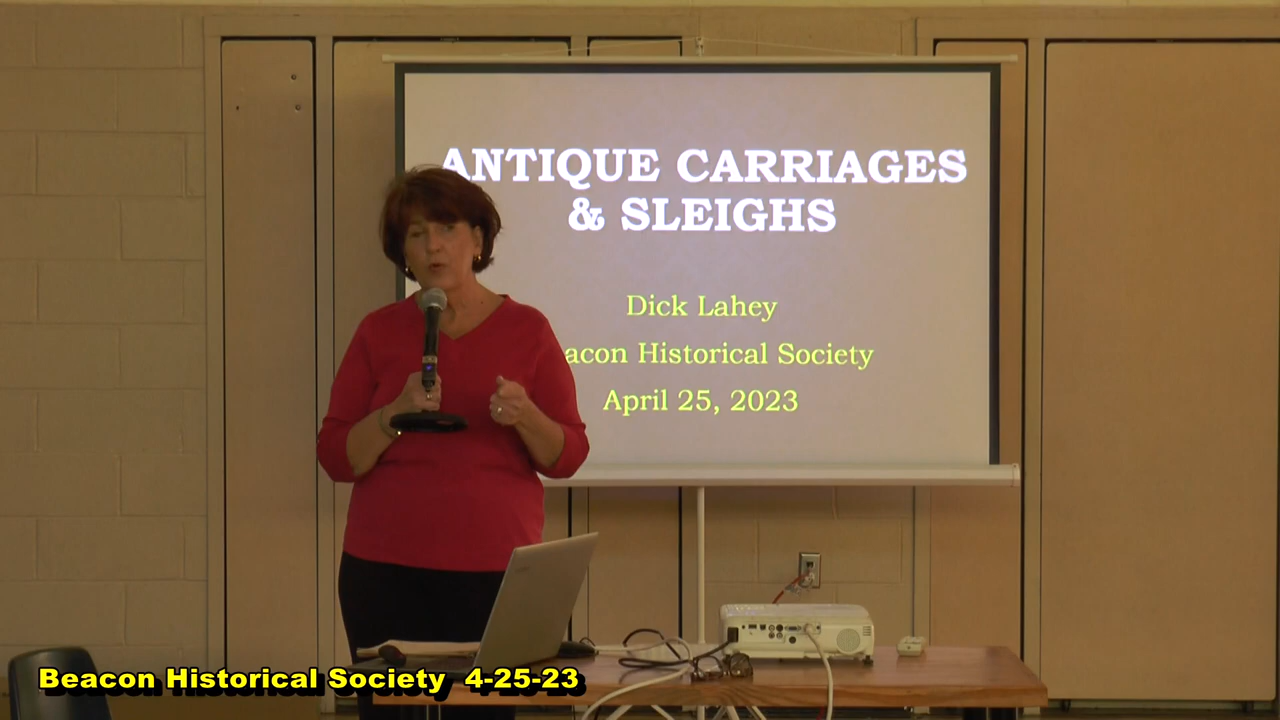 ANTIQUE CARRIAGES
& SLEIGHS
Dick Lahey
acon Historical Society
April 25, 2023
Beacon Historical Society 4-25-23